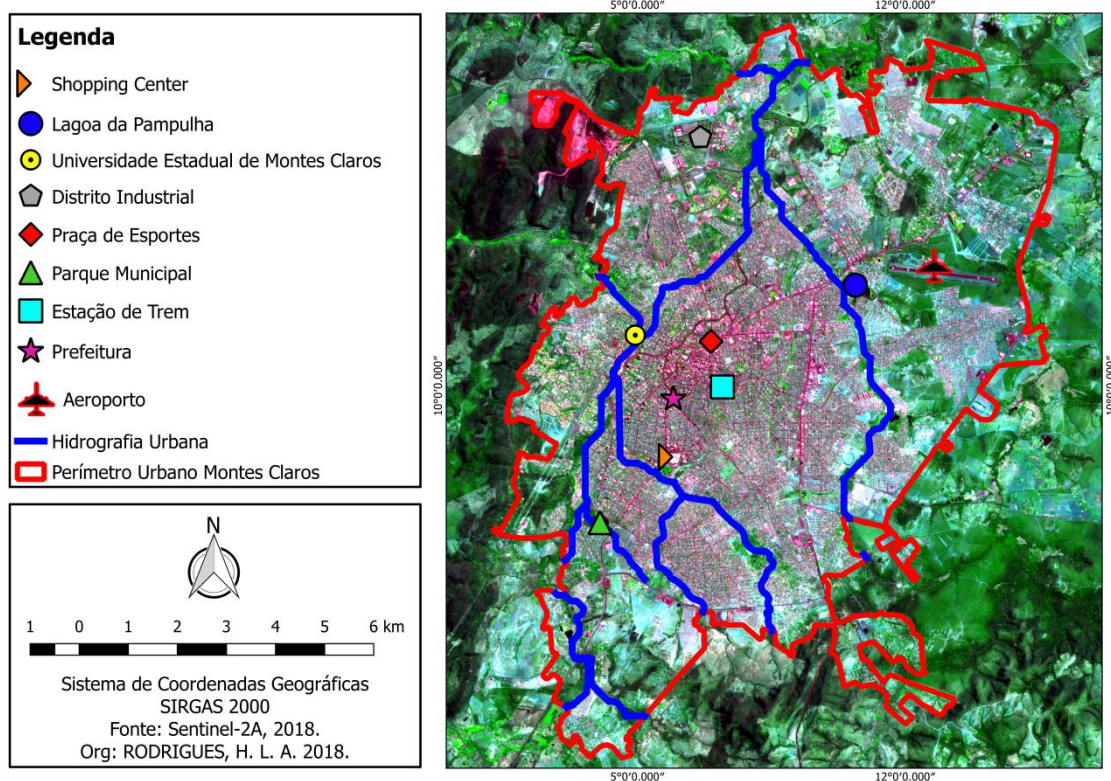 Legenda
Shopping Center
Lagoa da Pampulha
Universidade Estadual de Montes Claros
Distrito Industrial
Praça de Esportes
Parque Municipal
Estação de Trem
Prefeitura
Aeroporto
Hidrografia Urbana
Perímetro Urbano Montes Claros
N
1 0 1 2 3 4 5 6 km
Sistema de Coordenadas Geográficas
SIRGAS 2000
Fonte: Sentinel-2A, 2018.
Org: RODRIGUES, H. L. A. 2018.
5°0'0.000" 12°0'0.000"
10°0'0.000" 10°0'0.000"
5°0'0.000" 12°0'0.000"